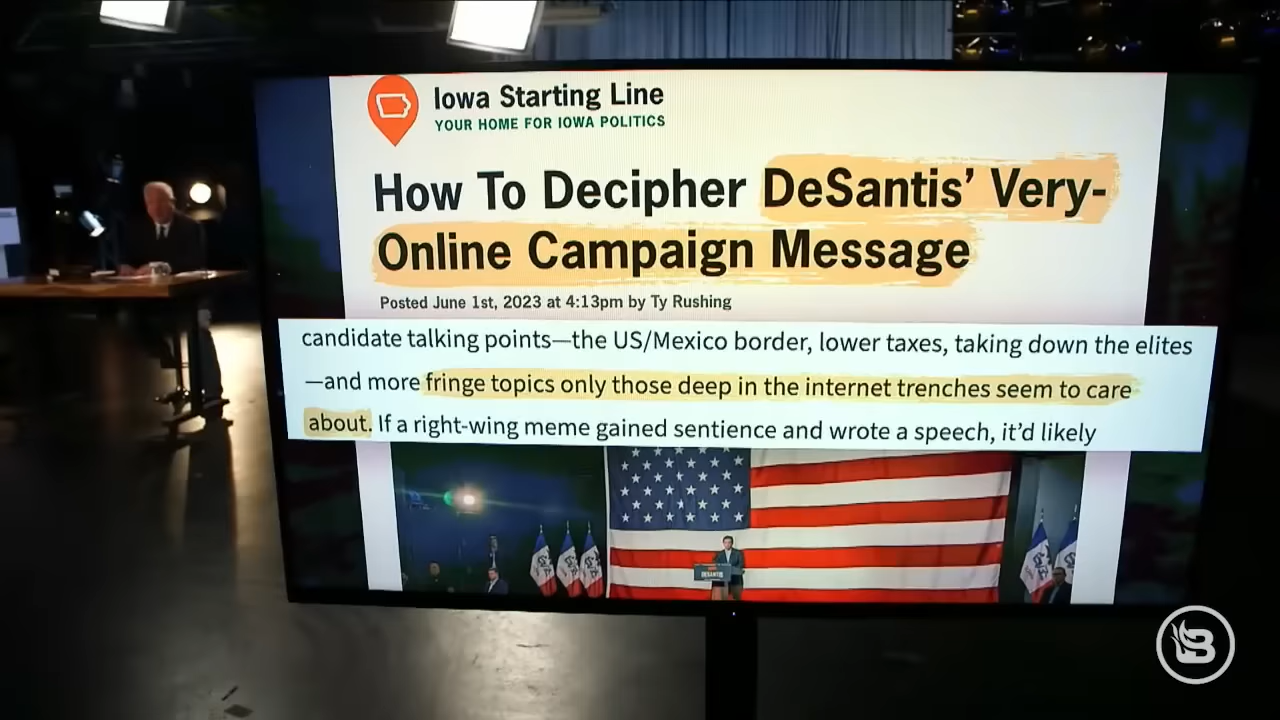 Iowa Starting Line
YOUR HOME FOR IOWA POLITICS
How To Decipher DeSantis’ Very-
Online Campaign Message
Posted June 1st, 2023 at 4:13pm by Ty Rushing
candidate talking points—the US/Mexico border, lower taxes, taking down the elites
—and more fringe topics only those deep in the internet trenches seem to care
about. If a right-wing meme gained sentience and wrote a speech, it’d likely
DESANTIS
B